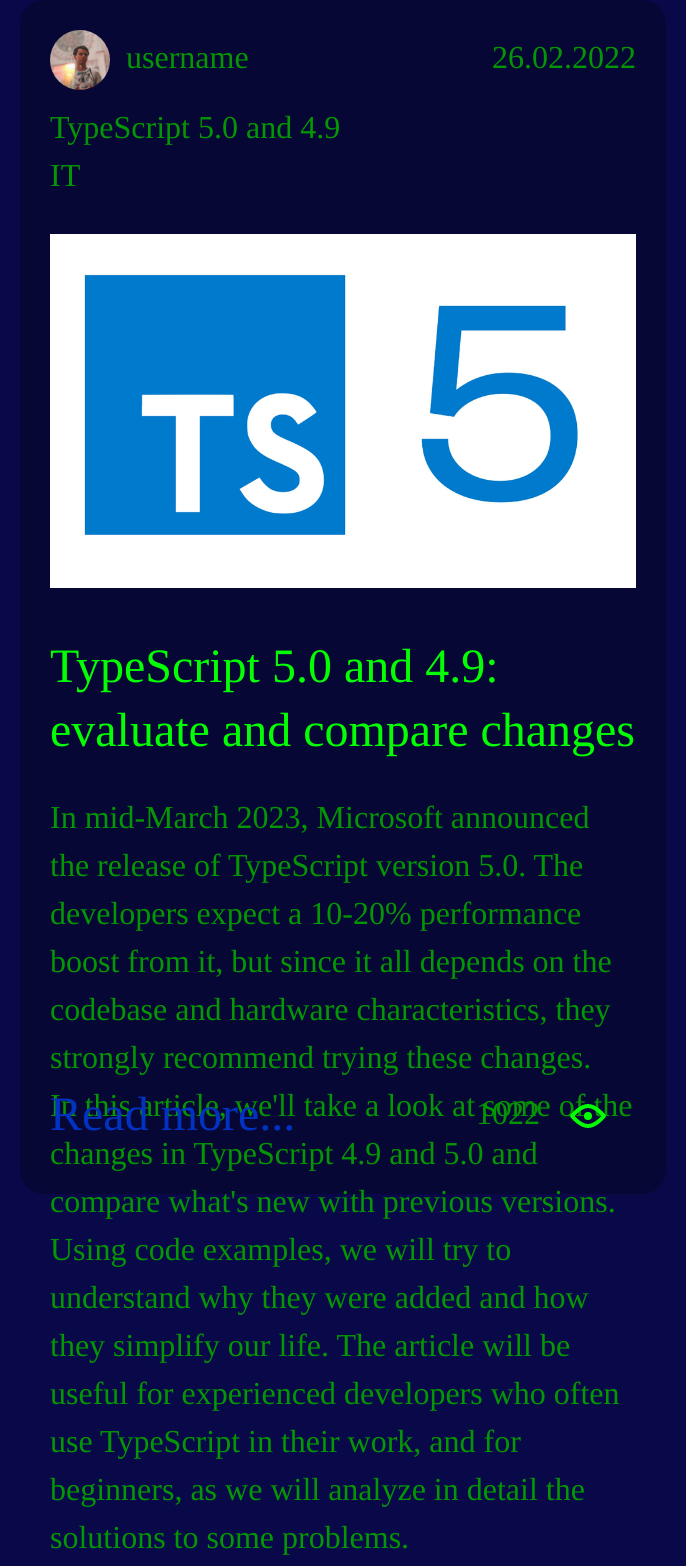 username
26.02.2022
TypeScript 5.0 and 4.9
IT
TS 5
TypeScript 5.0 and 4.9:
evaluate and compare changes
In mid-March 2023, Microsoft announced
the release of TypeScript version 5.0. The
developers expect a 10-20% performance
boost from it, but since it all depends on the
codebase and hardware characteristics, they
strongly recommend trying these changes.
In this article, we'll take a look at some of the
Read more...
1022
changes in TypeScript 4.9 and 5.0 and
compare what's new with previous versions.
Using code examples, we will try to
understand why they were added and how
they simplify our life. The article will be
useful for experienced developers who often
use TypeScript in their work, and for
beginners, as we will analyze in detail the
solutions to some problems.